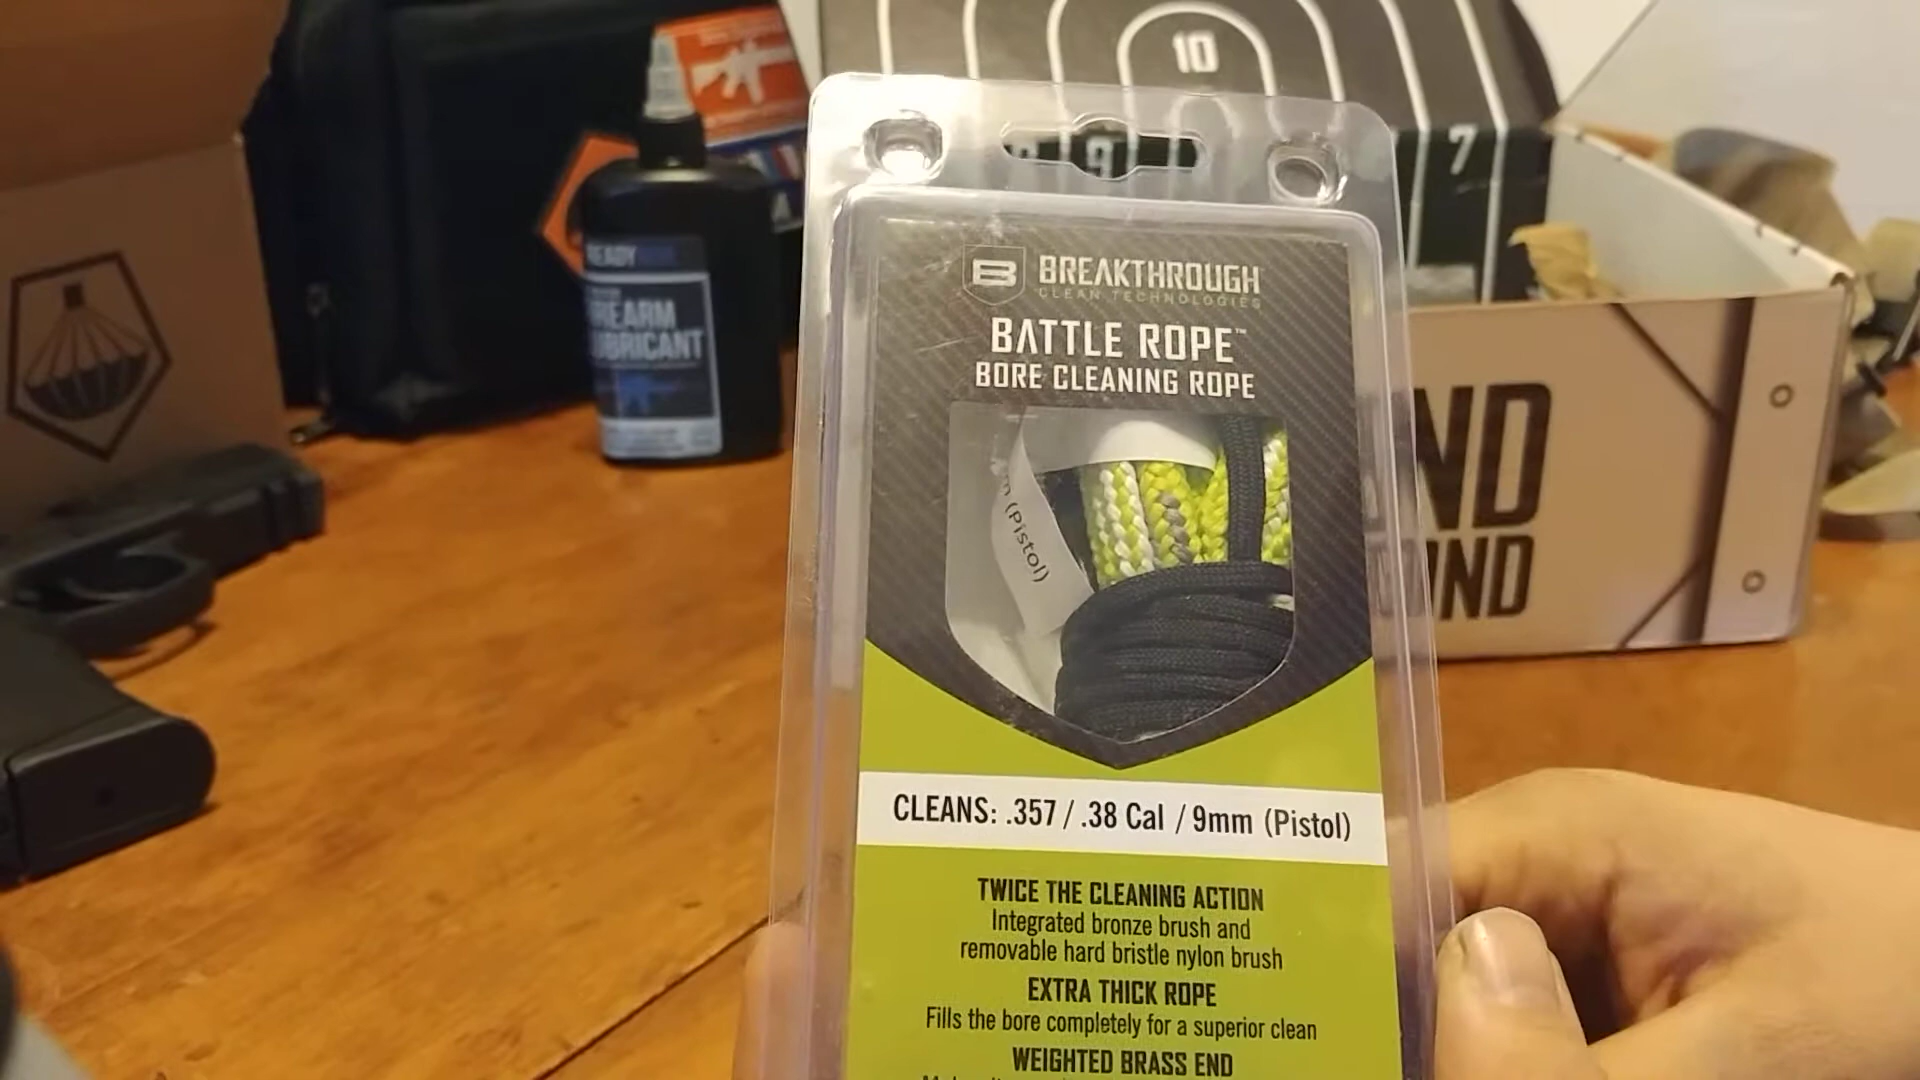 10
9
7
READY
FIREARM
LUBRICANT
BREAKTHROUGH
CLEAN TECHNOLOGIES
BATTLE ROPE™
BORE CLEANING ROPE
(Pistol)
ND
OND
CLEANS: .357 / .38 Cal / 9mm (Pistol)
TWICE THE CLEANING ACTION
Integrated bronze brush and
removable hard bristle nylon brush
EXTRA THICK ROPE
Fills the bore completely for a superior clean
WEIGHTED BRASS END